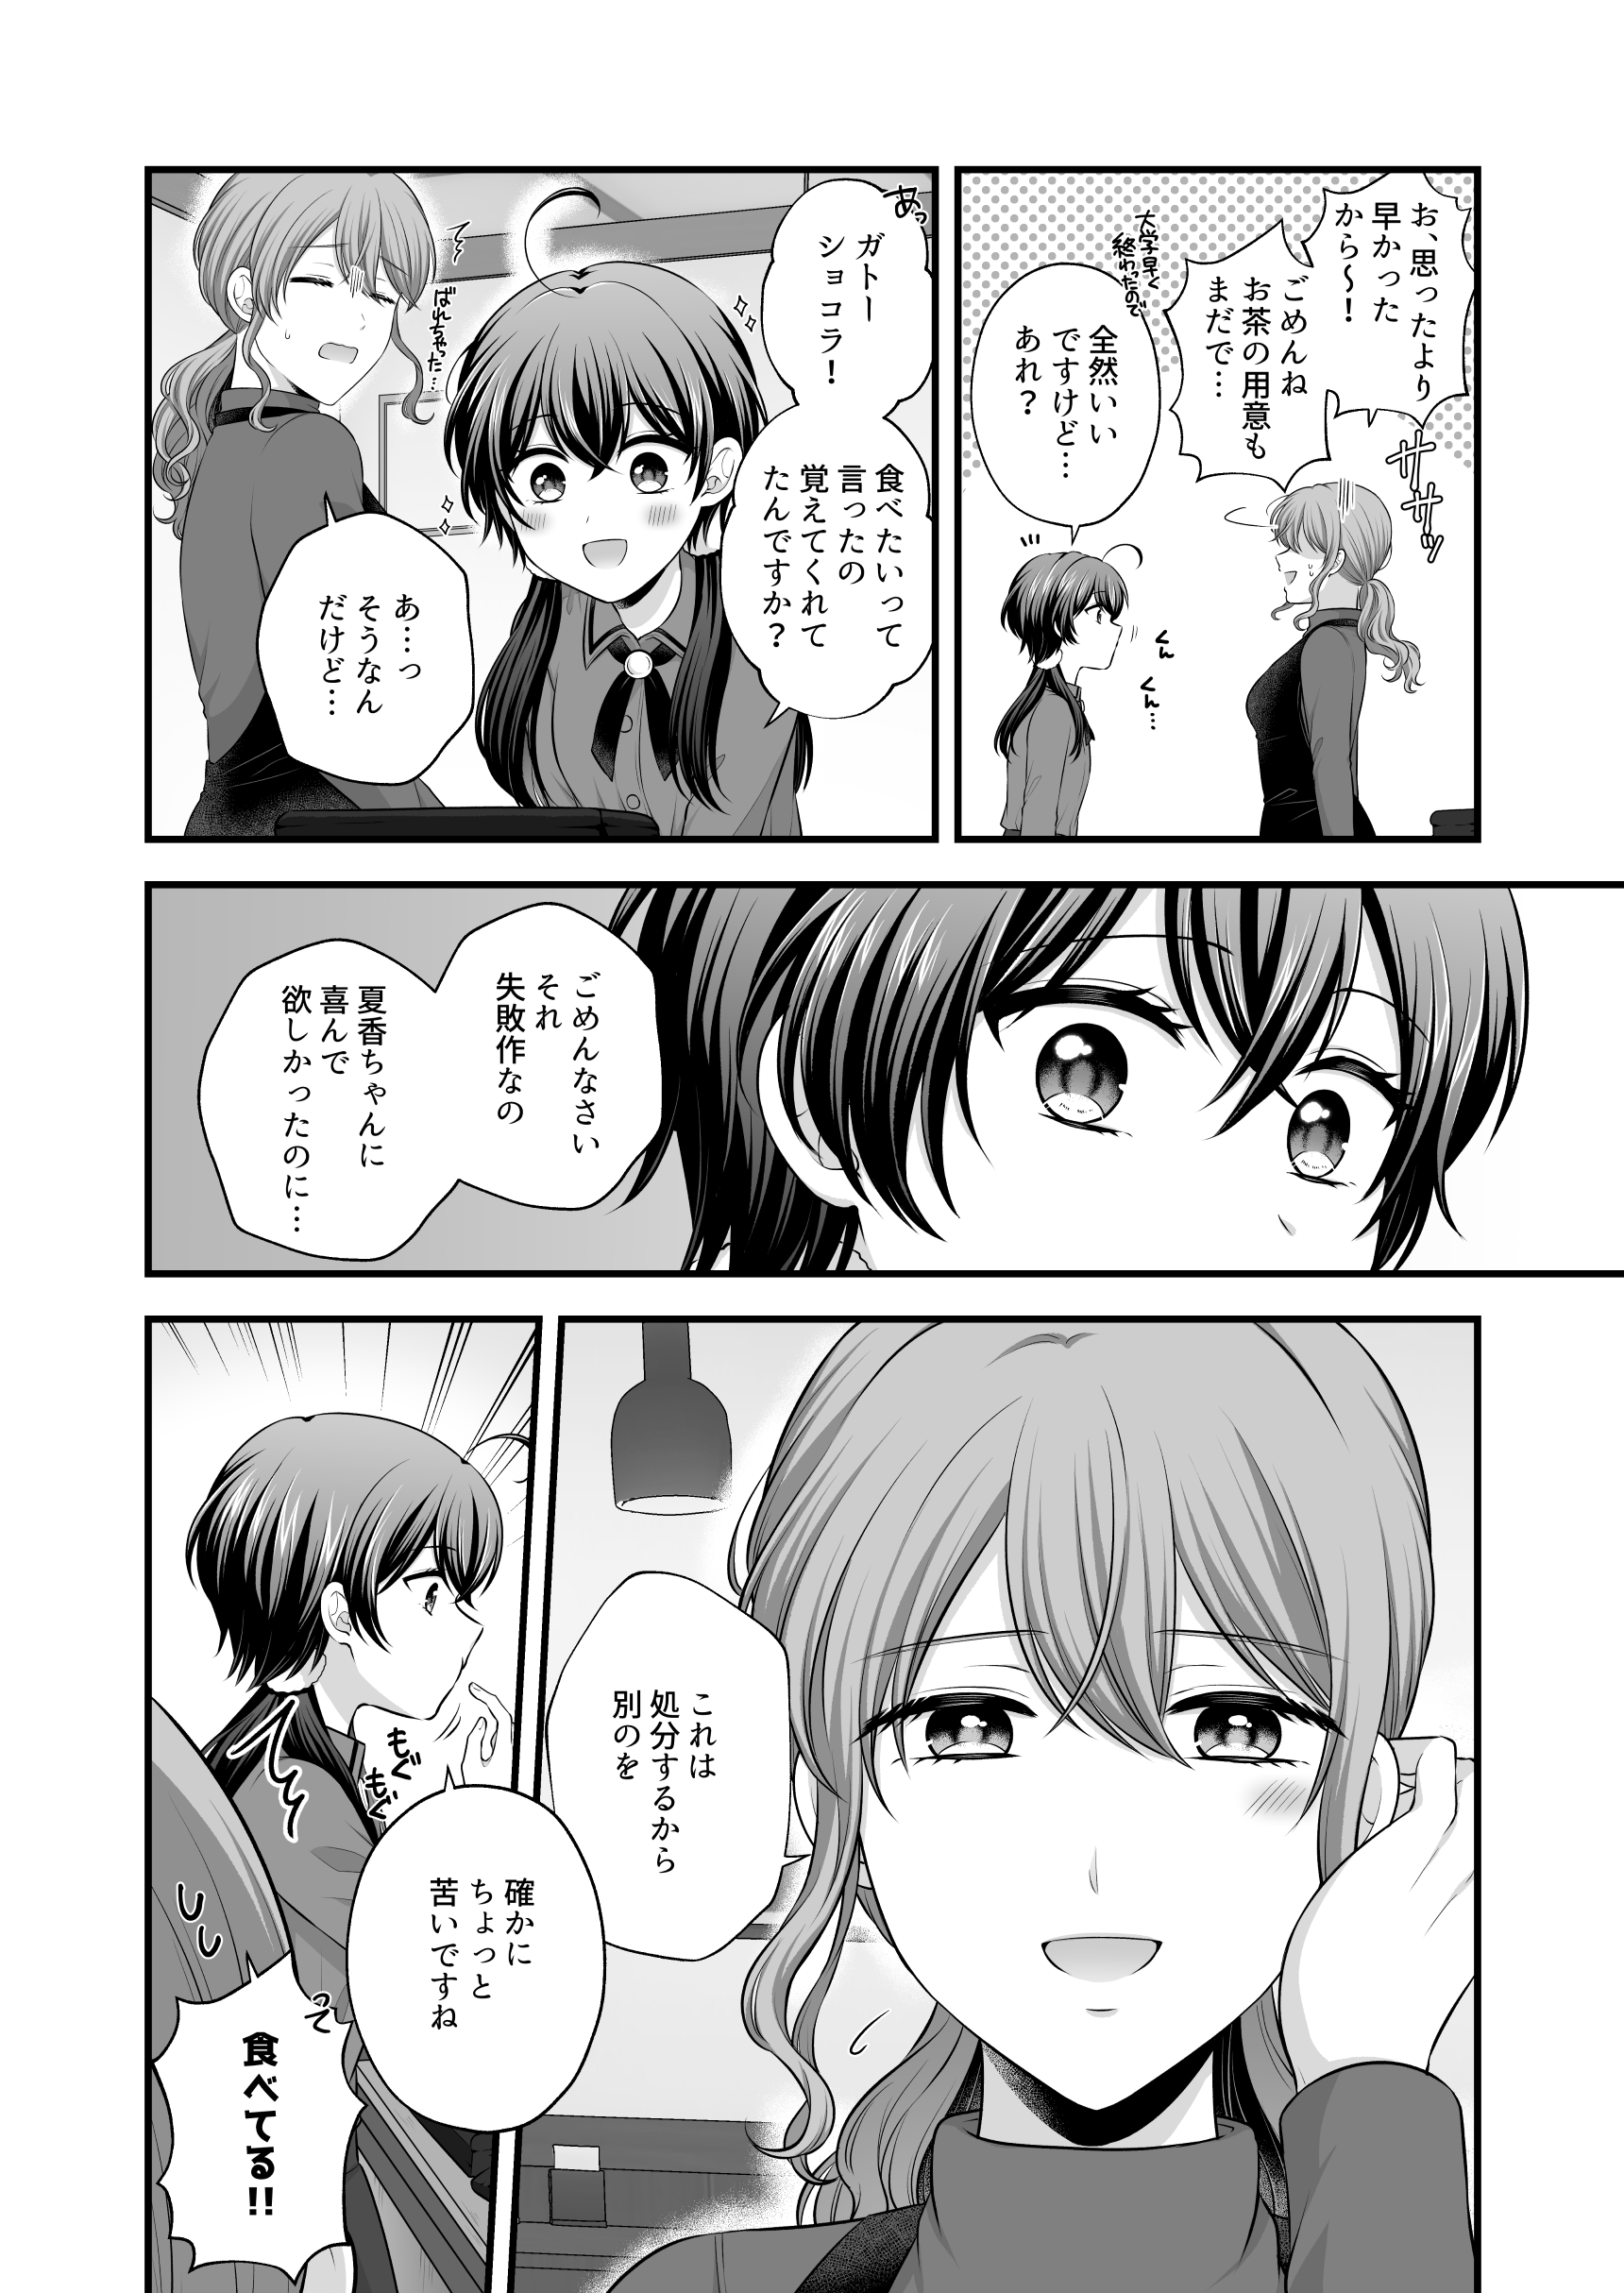 お、思ったより
早かった
から〜！
ごめんね
お茶の用意も
まだで…
ササササッ
大学早く
終わったので
全然いい
ですけど…
あれ？
くん
くん…
あっ
ガトー
ショコラ！
食べたいって
言ったの
覚えてくれて
たんですか？
ばれちゃった…
あ…っ
そうなん
だけど…
ごめんなさい
それ
失敗作なの
夏香ちゃんに
喜んで
欲しかったのに…
これは
処分するから
別のを
もぐ
もぐ
確かに
ちょっと
苦いですね
って
食べてる!!